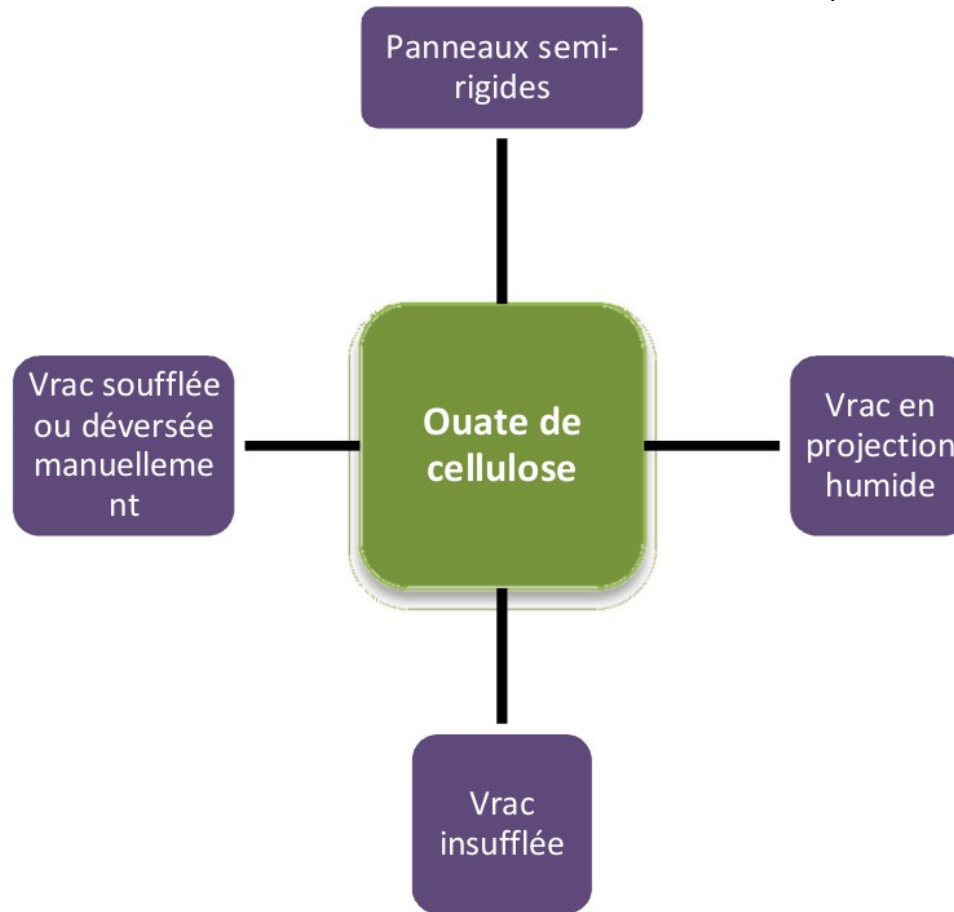 Panneaux semi-
rigides
Vrac soufflée
ou déversée
manuelleme
nt
Ouate de
cellulose
Vrac en
projection
humide
Vrac
insufflée